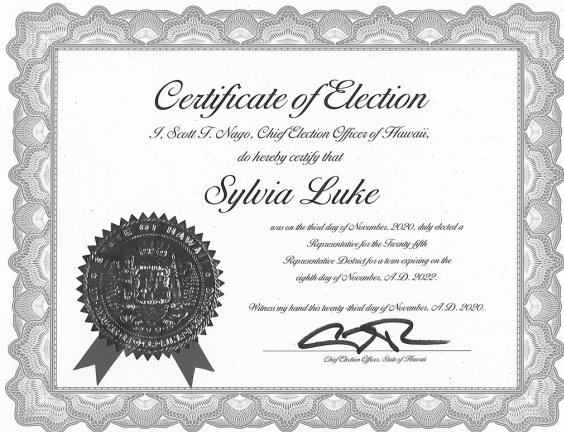 Certificate of Election
I, Scott T. Nago, Chief Election Officer of Hawaii,
do hereby certify that
Sylvia Luke
was on the third day of November, 2020, duly elected a
Representative for the Twenty-fifth
Representative District for a term expiring on the
eighth day of November, A.D. 2022.
Witness my hand this twenty-third day of November, A.D. 2020.
Chief Election Officer, State of Hawaii